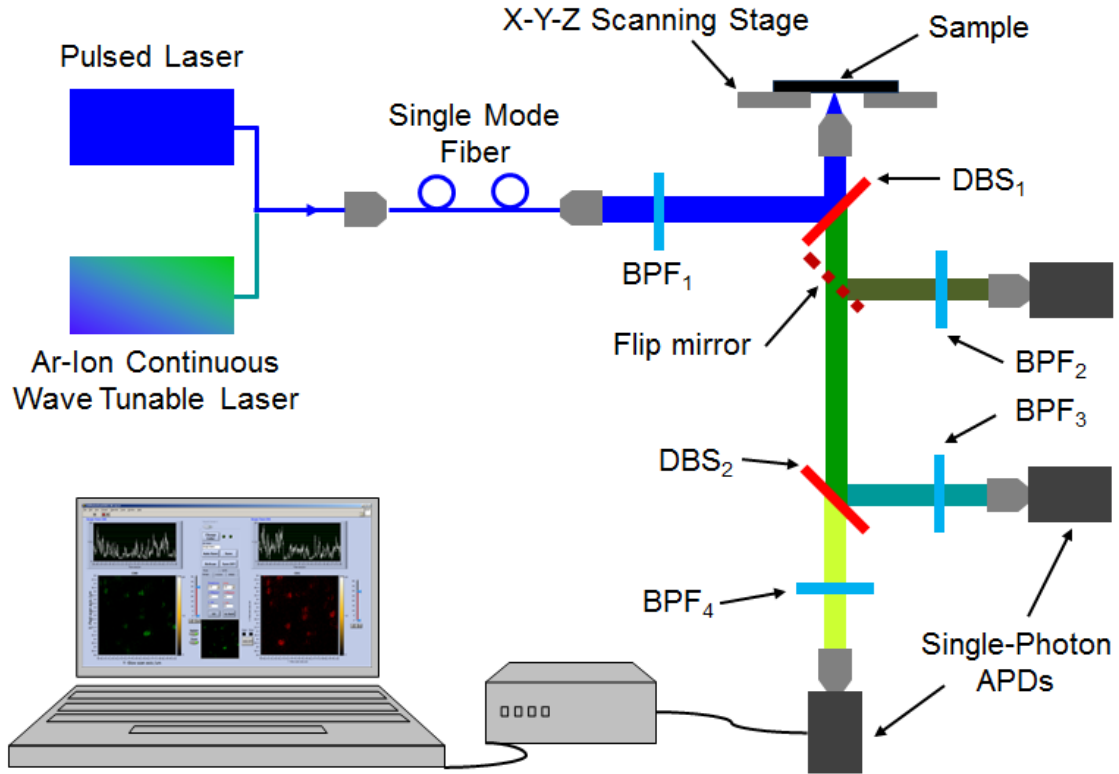 X-Y-Z Scanning Stage
Sample
Pulsed Laser
Single Mode
Fiber
DBS₁
BPF₁
Flip mirror
BPF₂
Ar-Ion Continuous
Wave Tunable Laser
BPF₃
DBS₂
BPF₄
Single-Photon
APDs